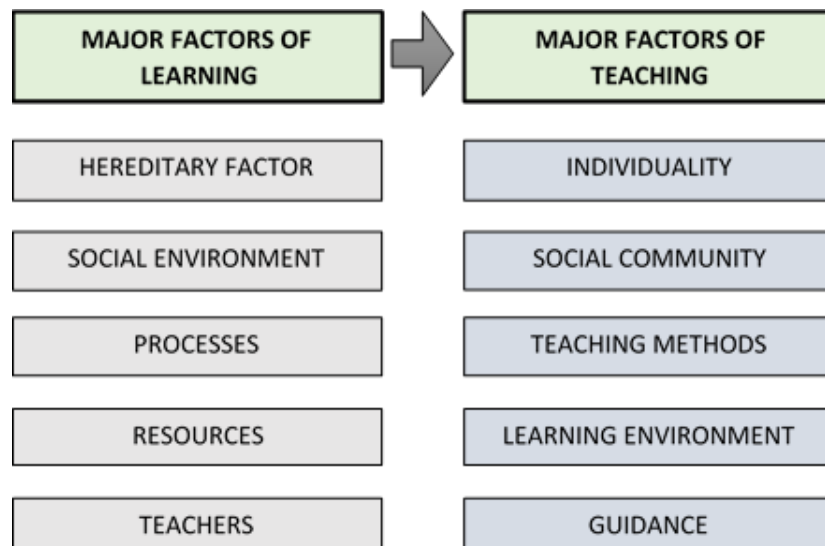 MAJOR FACTORS OF
LEARNING
MAJOR FACTORS OF
TEACHING
HEREDITARY FACTOR
INDIVIDUALITY
SOCIAL ENVIRONMENT
SOCIAL COMMUNITY
PROCESSES
TEACHING METHODS
RESOURCES
LEARNING ENVIRONMENT
TEACHERS
GUIDANCE